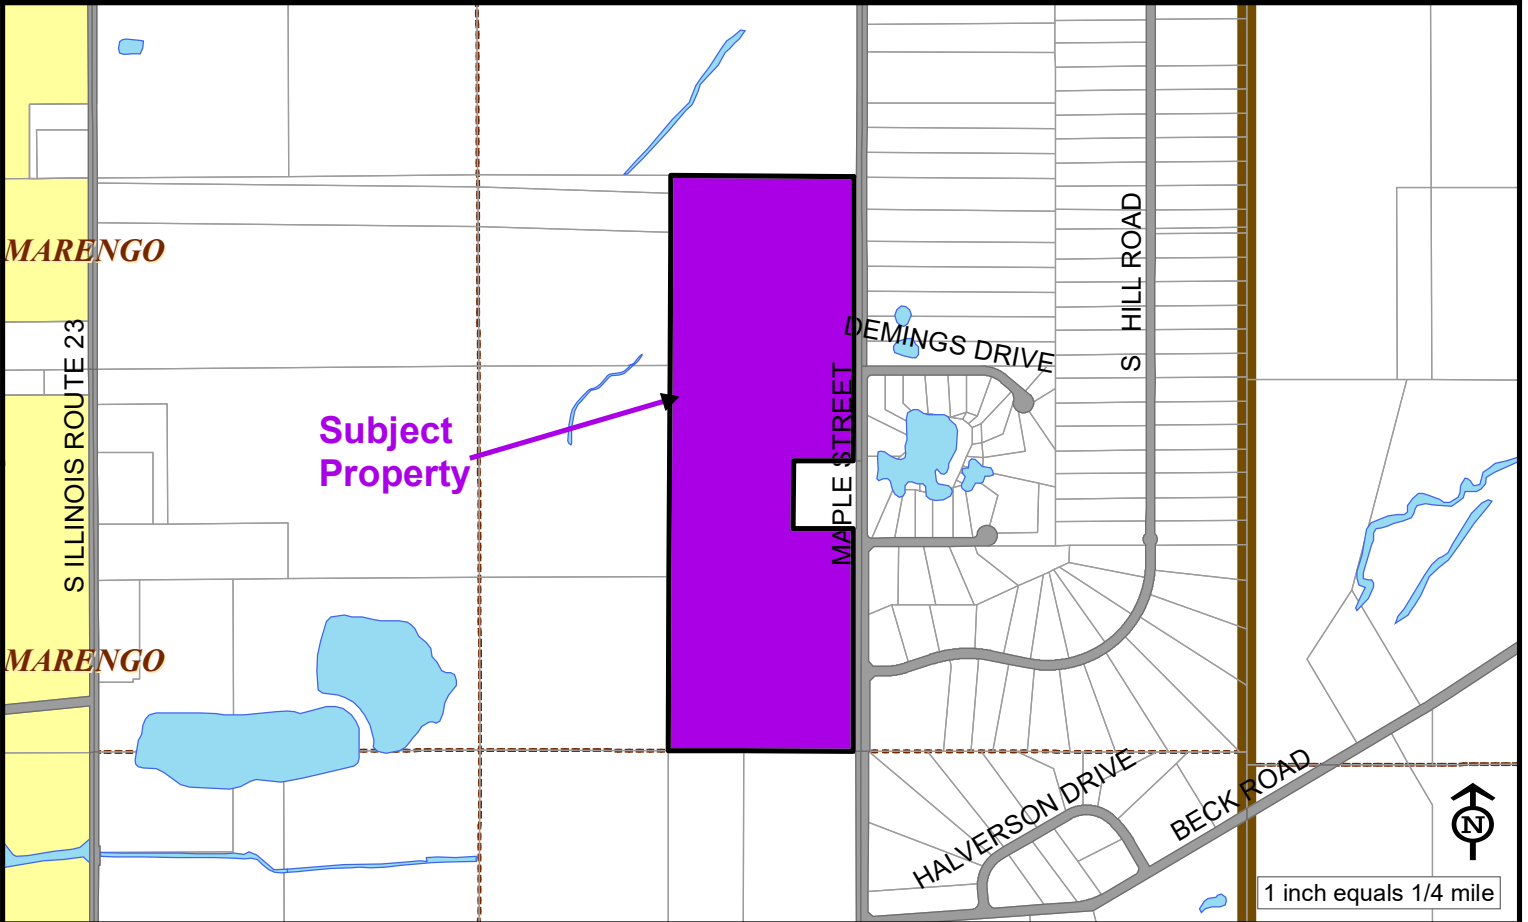 MARENGO
S ILLINOIS ROUTE 23
Subject
Property
MAPLE STREET
DEMINGS DRIVE
S HILL ROAD
MARENGO
HALVERSON DRIVE
BECK ROAD
N
1 inch equals 1/4 mile